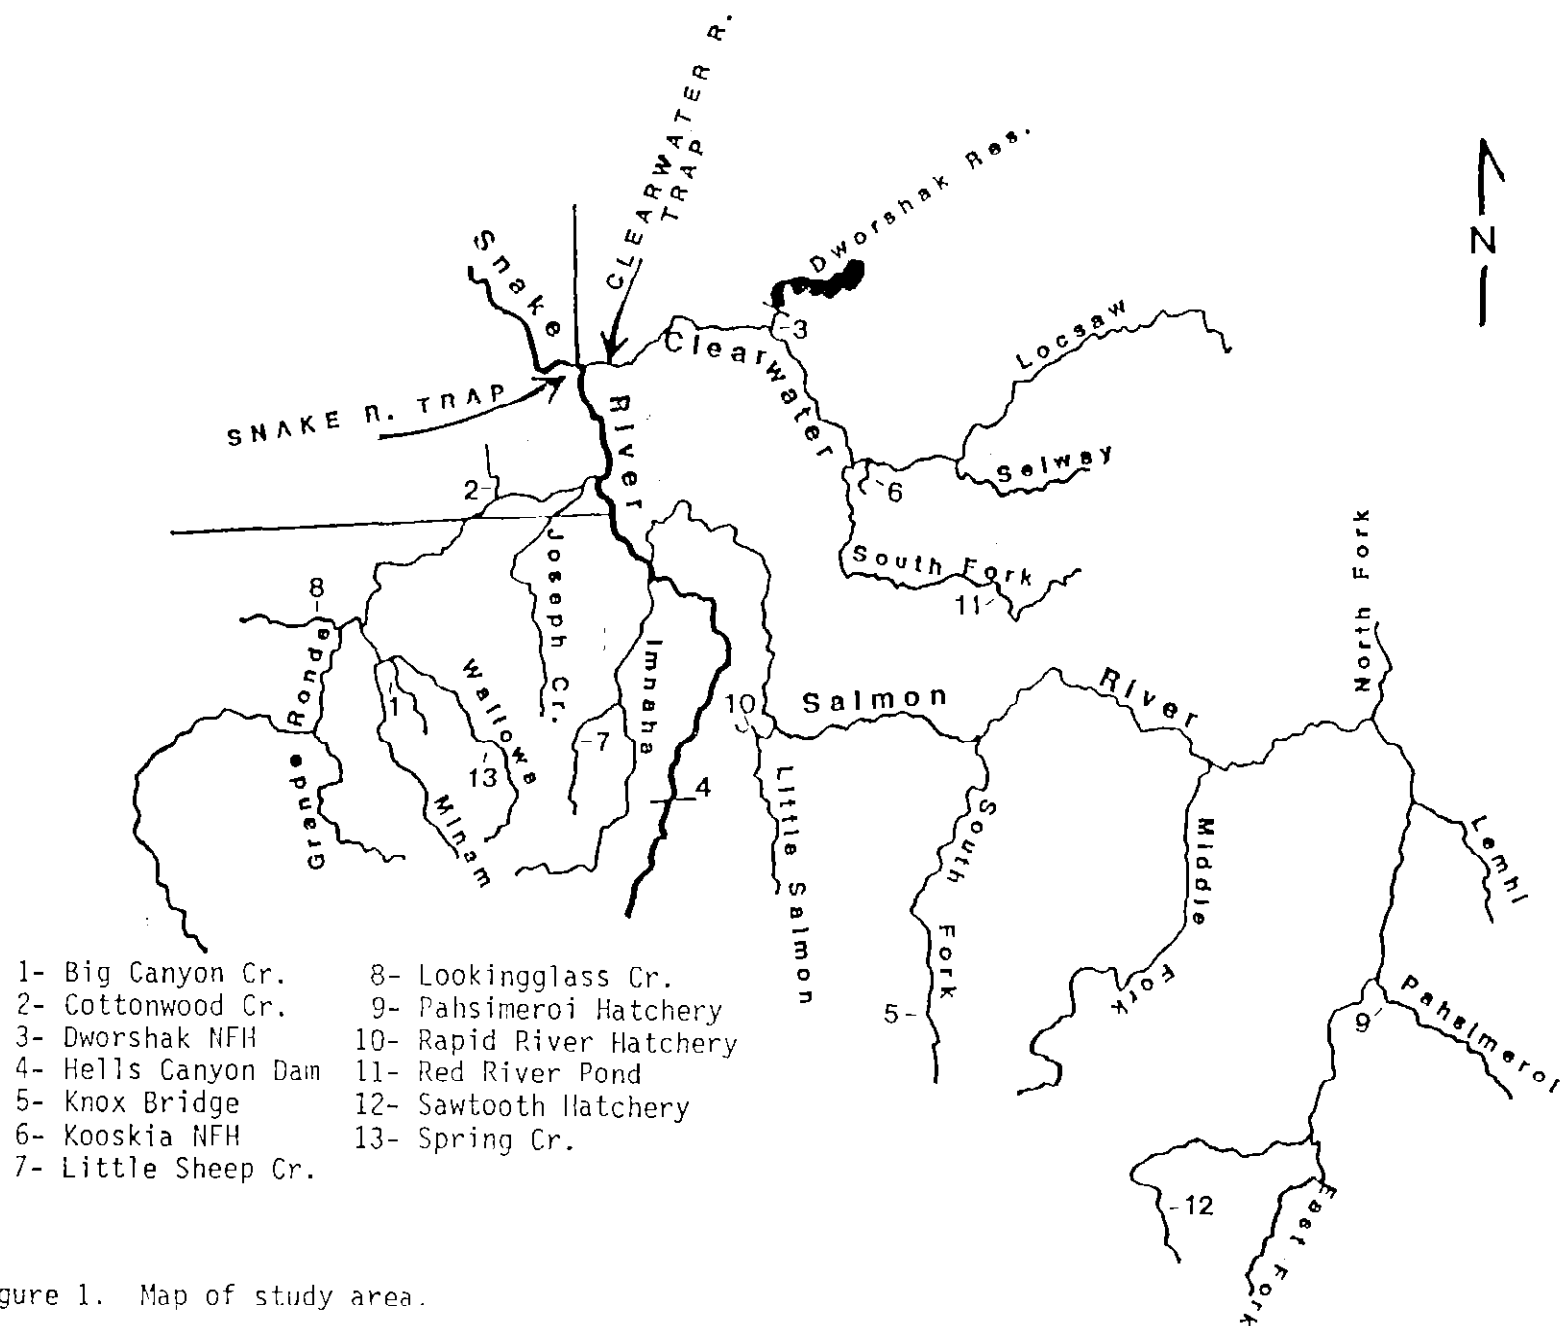 CLEARWATER R.
TRAP
Dworshak Res.
Snake
N
3
Clearwater
Locsaw
SNAKE R. TRAP
River
Selway
2
6
Joseph Cr.
South Fork
11
North Fork
8
Imnaha
Ronde
Wallowa
1
10
Salmon
River
7
13
4
Grande
Minam
Little Salmon
South
Fork
Middle
Fork
Lemhi
5
9
Pahsimeroi
12
East Fork
1- Big Canyon Cr.
2- Cottonwood Cr.
3- Dworshak NFH
4- Hells Canyon Dam
5- Knox Bridge
6- Kooskia NFH
7- Little Sheep Cr.
8- Lookingglass Cr.
9- Pahsimeroi Hatchery
10- Rapid River Hatchery
11- Red River Pond
12- Sawtooth Hatchery
13- Spring Cr.
gure 1. Map of study area.